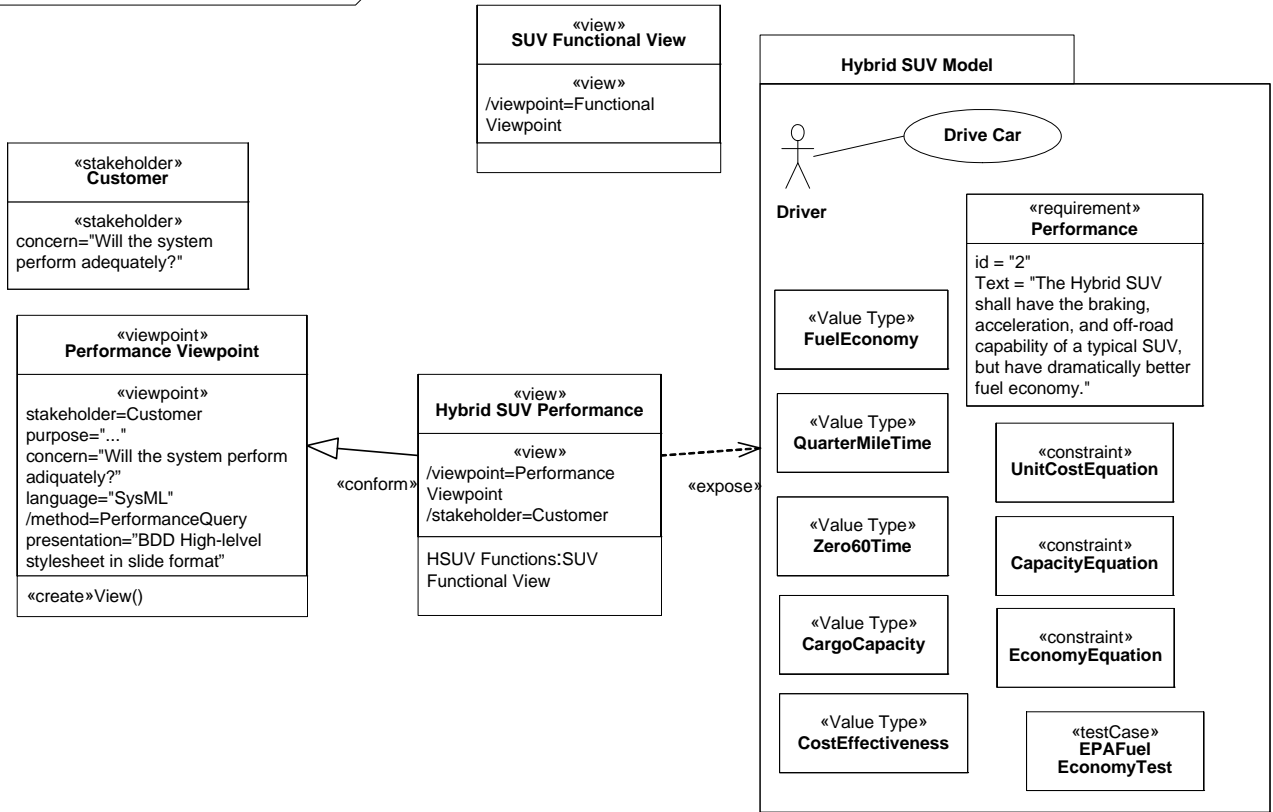 «view»
SUV Functional View
«view»
/viewpoint=Functional
Viewpoint
«stakeholder»
Customer
«stakeholder»
concern="Will the system
perform adequately?"
«viewpoint»
Performance Viewpoint
«viewpoint»
stakeholder=Customer
purpose="..."
concern="Will the system perform
adiquately?”
language="SysML"
/method=PerformanceQuery
presentation=”BDD High-lelvel
stylesheet in slide format”
«create»View()
«conform»
«view»
Hybrid SUV Performance
«view»
/viewpoint=Performance
Viewpoint
/stakeholder=Customer
HSUV Functions:SUV
Functional View
«expose»
Hybrid SUV Model
Drive Car
Driver
«requirement»
Performance
id = "2"
Text = "The Hybrid SUV
shall have the braking,
acceleration, and off-road
capability of a typical SUV,
but have dramatically better
fuel economy."
«Value Type»
FuelEconomy
«Value Type»
QuarterMileTime
«Value Type»
Zero60Time
«Value Type»
CargoCapacity
«Value Type»
CostEffectiveness
«constraint»
UnitCostEquation
«constraint»
CapacityEquation
«constraint»
EconomyEquation
«testCase»
EPAFuel
EconomyTest